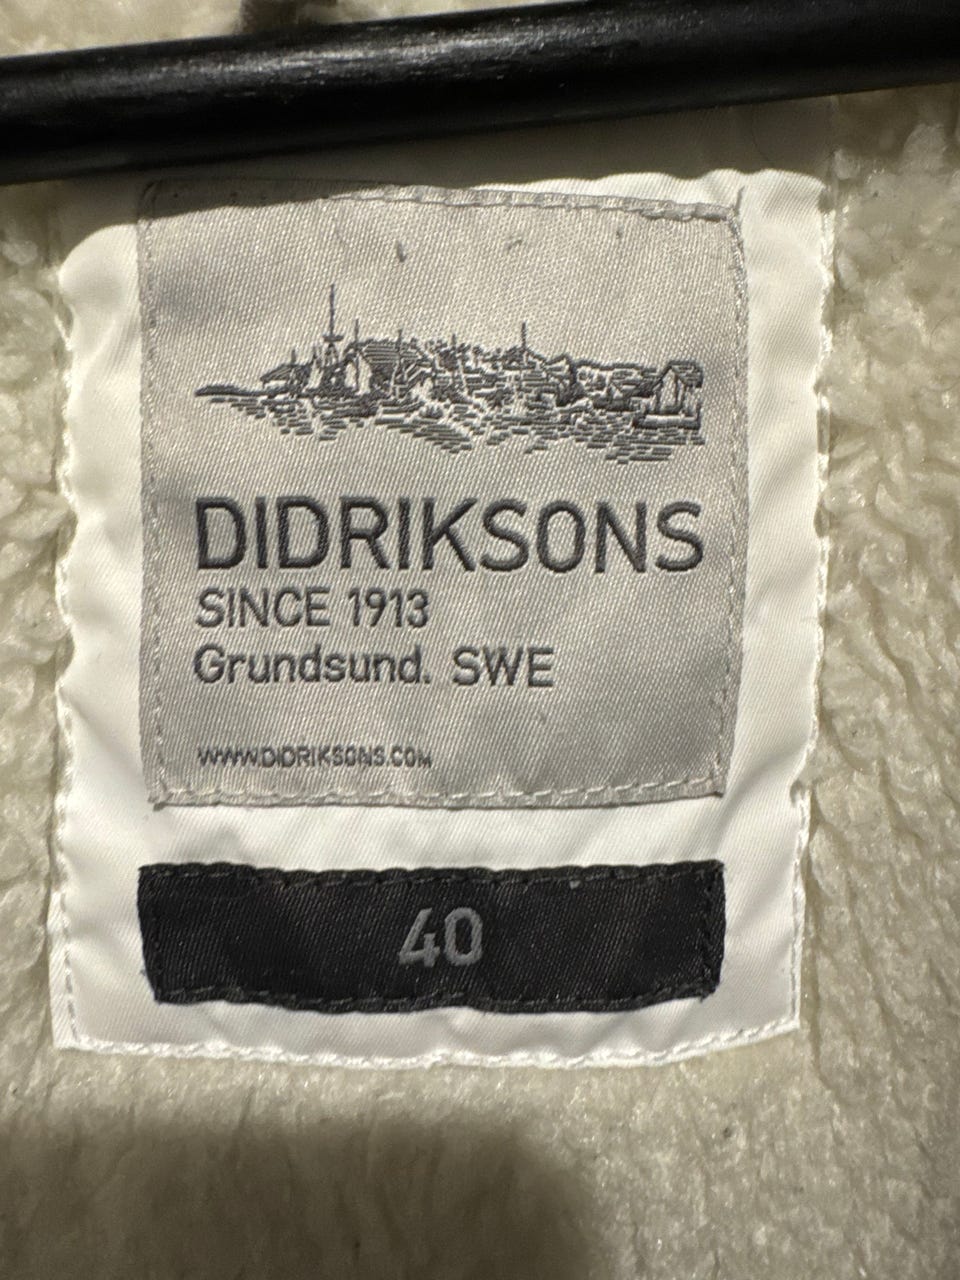 DIDRIKSONS
SINCE 1913
Grundsund. SWE
WWW.DIDRIKSONS.COM
40